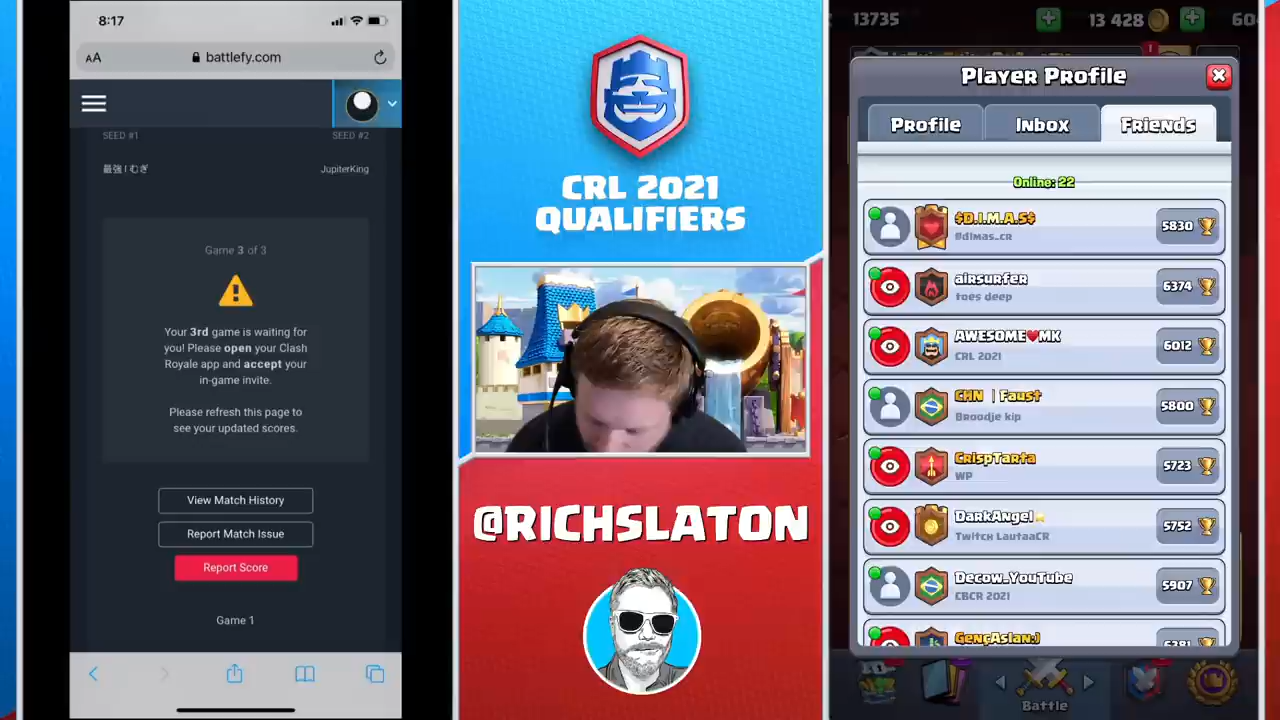 8:17
AA
battlefy.com
SEED #1
SEED #2
最強|むぎ
JupiterKing
Game 3 of 3
Your 3rd game is waiting for
you! Please open your Clash
Royale app and accept your
in-game invite.
Please refresh this page to
see your updated scores.
View Match History
Report Match Issue
Report Score
Game 1
CRL 2021
QUALIFIERS
@RICHSLATON
13735
13 428
60
Player Profile
Profile
Inbox
Friends
Online: 22
$D.I.M.A.S$
@dimas_cr
5830
airsurfer
toes deep
6374
AWESOME❤MK
CRL 2021
6012
CHN | Faust
Broodje kip
5800
CrispTarta
WP
5723
DarkAngel
Twitch LautaaCR
5752
Decow.YouTube
CBCR 2021
5907
GençAslan:)
Battle